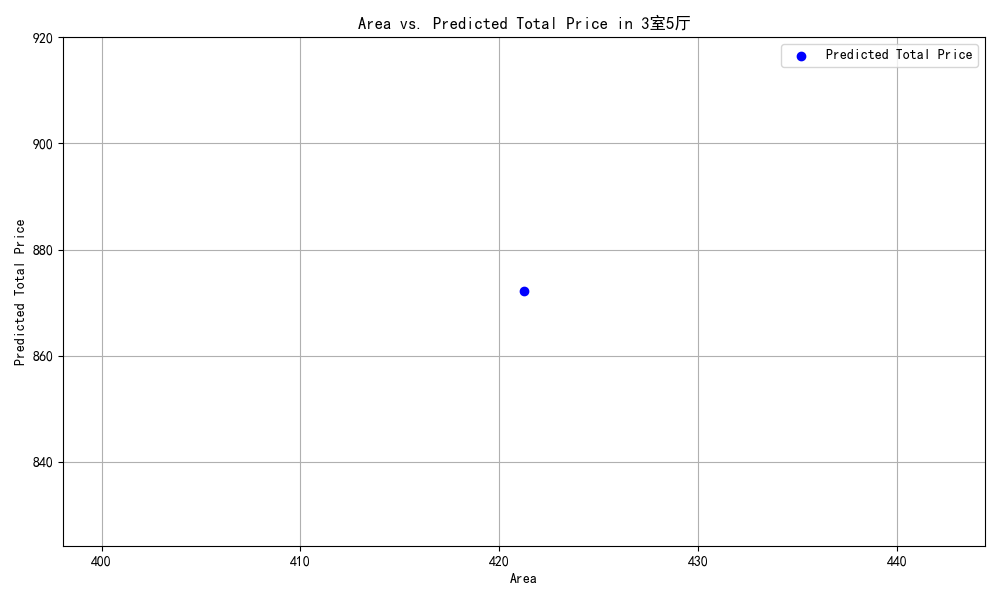 Area vs. Predicted Total Price in 3室5厅
Predicted Total Price
920
900
880
860
840
Predicted Total Price
400 410 420 430 440
Area